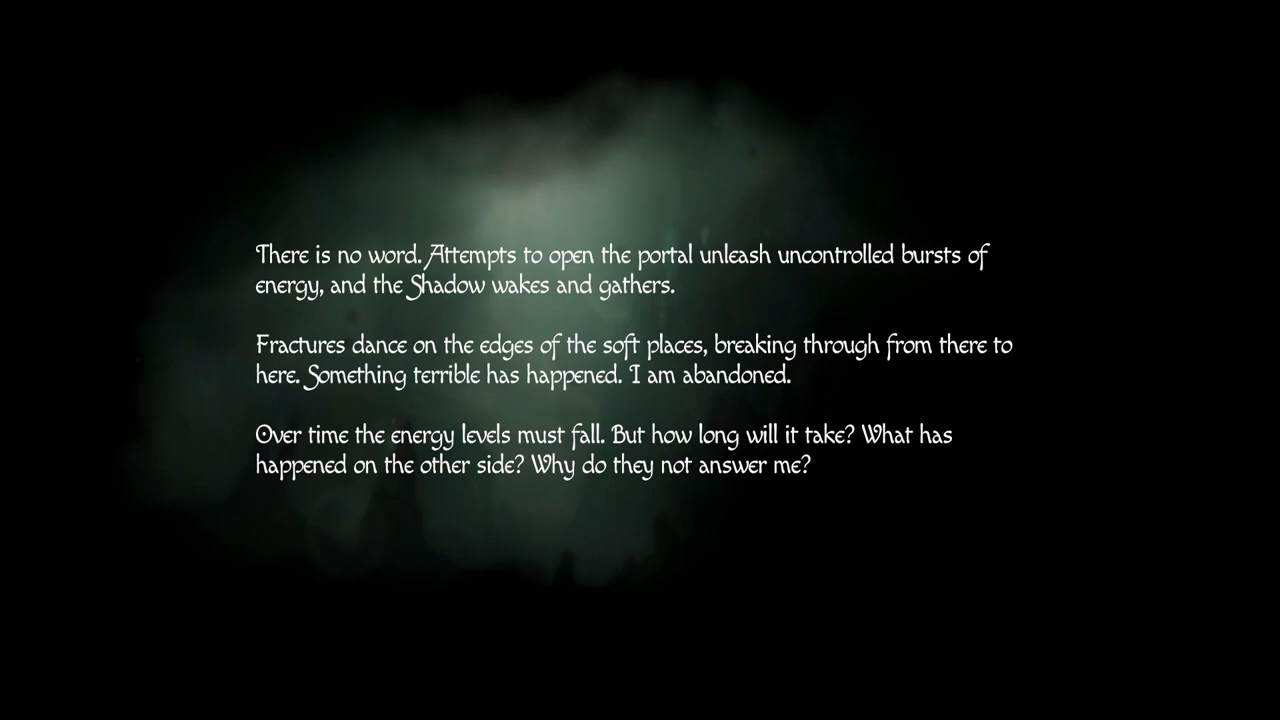 There is no word. Attempts to open the portal unleash uncontrolled bursts of
energy, and the Shadow wakes and gathers.
Fractures dance on the edges of the soft places, breaking through from there to
here. Something terrible has happened. I am abandoned.
Over time the energy levels must fall. But how long will it take? What has
happened on the other side? Why do they not answer me?